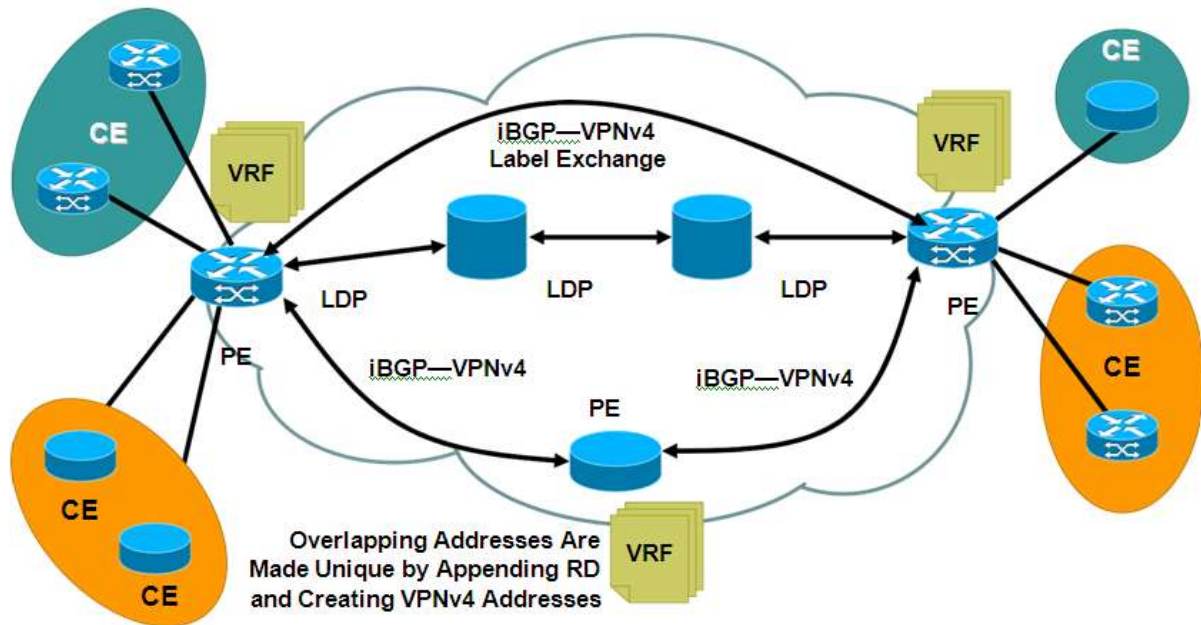 CE
CE
VRF
iBGP—VPNv4
Label Exchange
VRF
LDP
LDP
LDP
PE
PE
iBGP—VPNv4
iBGP—VPNv4
PE
CE
CE
CE
Overlapping Addresses Are
Made Unique by Appending RD
and Creating VPNv4 Addresses
VRF